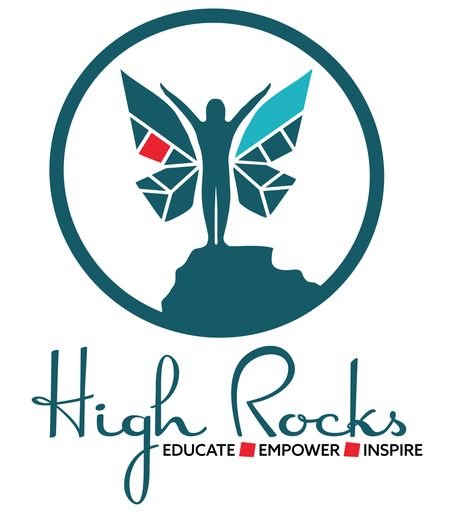 High Rocks
EDUCATE EMPOWER INSPIRE